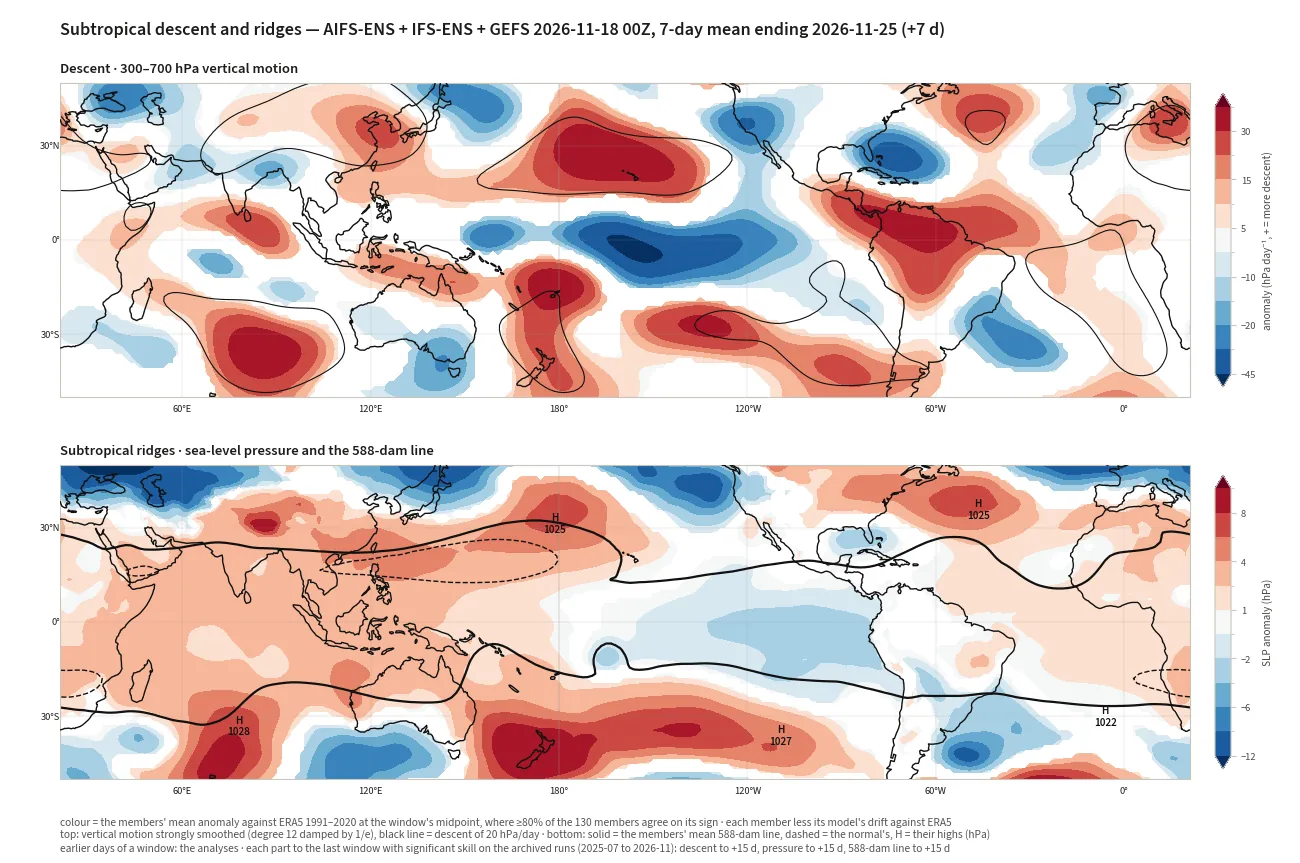 Subtropical descent and ridges — AIFS-ENS + IFS-ENS + GEFS 2026-11-18 00Z, 7-day mean ending 2026-11-25 (+7 d)
Descent · 300–700 hPa vertical motion
30°N
0°
30°S
60°E
120°E
180°
120°W
60°W
0°
30
15
5
−10
−20
−45
anomaly (hPa day⁻¹, + = more descent)
Subtropical ridges · sea-level pressure and the 588-dam line
H
1025
H
1025
H
1028
H
1027
H
1022
30°N
0°
30°S
60°E
120°E
180°
120°W
60°W
0°
8
4
1
−2
−6
−12
SLP anomaly (hPa)
colour = the members' mean anomaly against ERA5 1991–2020 at the window's midpoint, where ≥80% of the 130 members agree on its sign · each member less its model's drift against ERA5
top: vertical motion strongly smoothed (degree 12 damped by 1/e), black line = descent of 20 hPa/day · bottom: solid = the members' mean 588-dam line, dashed = the normal's, H = their highs (hPa)
earlier days of a window: the analyses · each part to the last window with significant skill on the archived runs (2025-07 to 2026-11): descent to +15 d, pressure to +15 d, 588-dam line to +15 d